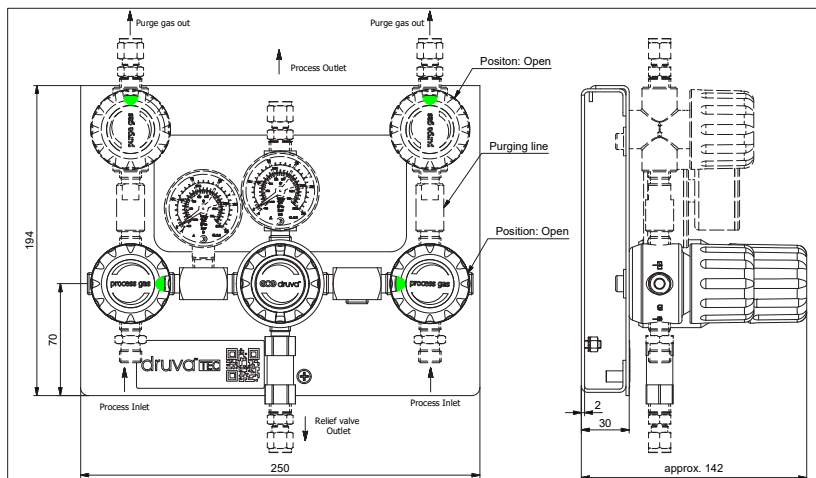 Purge gas out
Purge gas out
Process Outlet
Positon: Open
purge gas
purge gas
Purging line
Position: Open
194
70
process gas
druva
process gas
druva TEC
Process Inlet
Process Inlet
Relief valve
Outlet
2
30
250
approx. 142